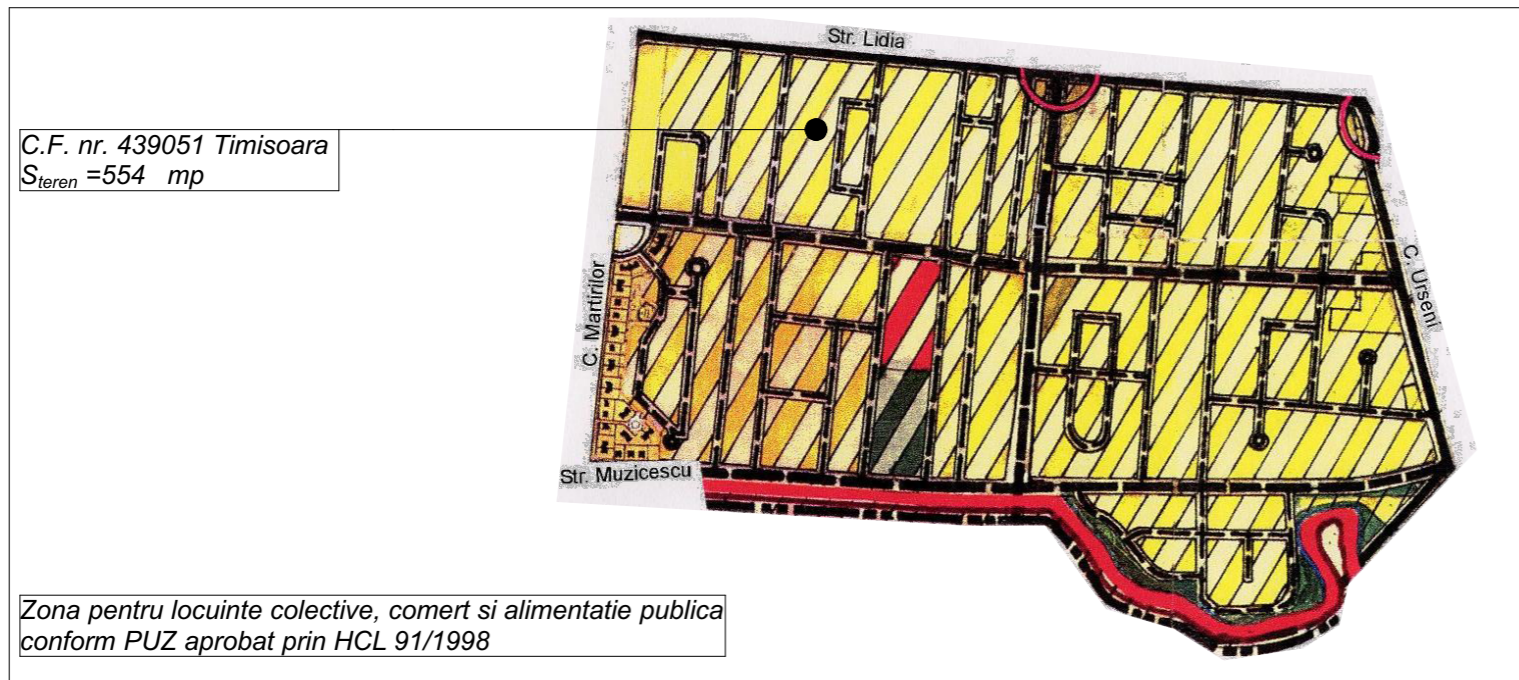 Str. Lidia
C.F. nr. 439051 Timisoara
Steren =554 mp
C. Martirilor
C. Urseni
Str. Muzicescu
Zona pentru locuinte colective, comert si alimentatie publica
conform PUZ aprobat prin HCL 91/1998